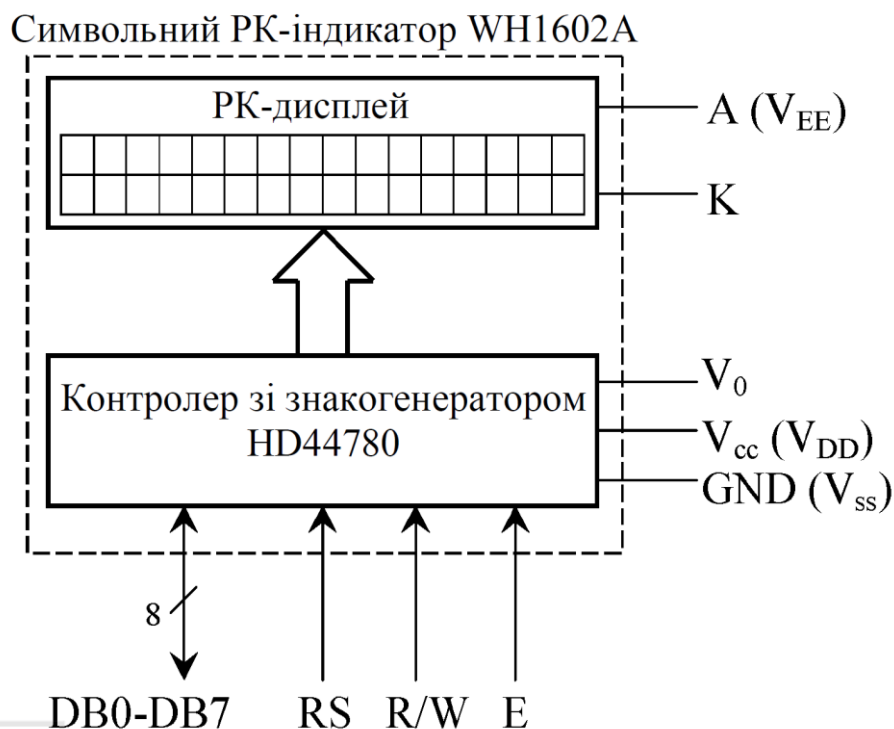 Символьний РК-індикатор WH1602A
РК-дисплей
A (VEE)
K
Контролер зі знакогенератором
HD44780
V0
Vcc (VDD)
GND (Vss)
8
DB0-DB7 RS R/W E